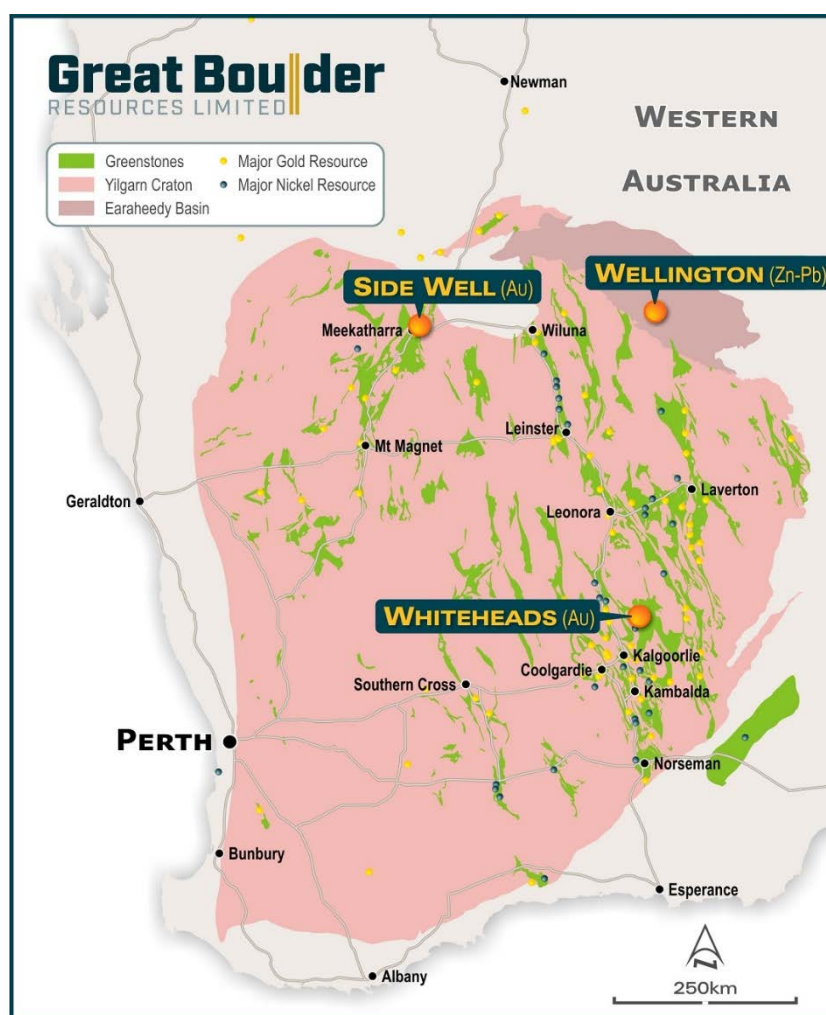 Great Boulder
RESOURCES LIMITED
Newman
WESTERN
AUSTRALIA
Greenstones
Major Gold Resource
Yilgarn Craton
Major Nickel Resource
Earaheedy Basin
SIDE WELL (Au)
WELLINGTON (Zn-Pb)
Meekatharra
Wiluna
Leinster
Mt Magnet
Laverton
Geraldton
Leonora
WHITEHEADS (Au)
Kalgoorlie
Coolgardie
Southern Cross
Kambalda
PERTH
Norseman
Bunbury
Esperance
Albany
N
250km